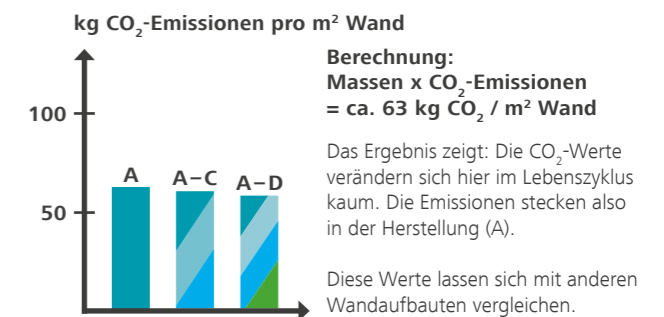 kg CO₂-Emissionen pro m² Wand
100
50
A
A–C
A–D
Berechnung:
Massen x CO₂-Emissionen
= ca. 63 kg CO₂ / m² Wand
Das Ergebnis zeigt: Die CO₂-Werte
verändern sich hier im Lebenszyklus
kaum. Die Emissionen stecken also
in der Herstellung (A).
Diese Werte lassen sich mit anderen
Wandaufbauten vergleichen.